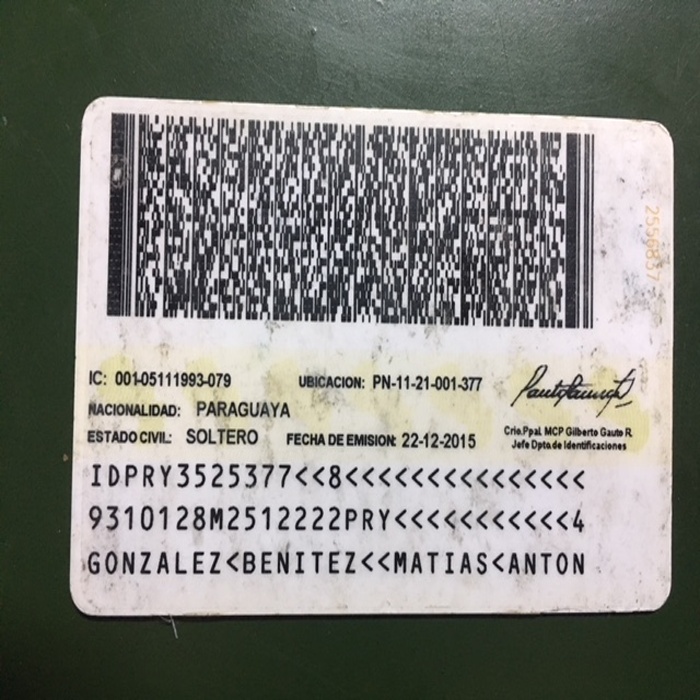 2556837
IC: 001-05111993-079 UBICACION: PN-11-21-001-377
NACIONALIDAD: PARAGUAYA
ESTADO CIVIL: SOLTERO FECHA DE EMISION: 22-12-2015
Crio.Ppal. MCP Gilberto Gauto R.
Jefe Dpto.de Identificaciones
IDPRY3525377<<8<<<<<<<<<<<<<<<
9310128M2512222PRY<<<<<<<<<<<4
GONZALEZ<BENITEZ<<MATIAS<ANTON